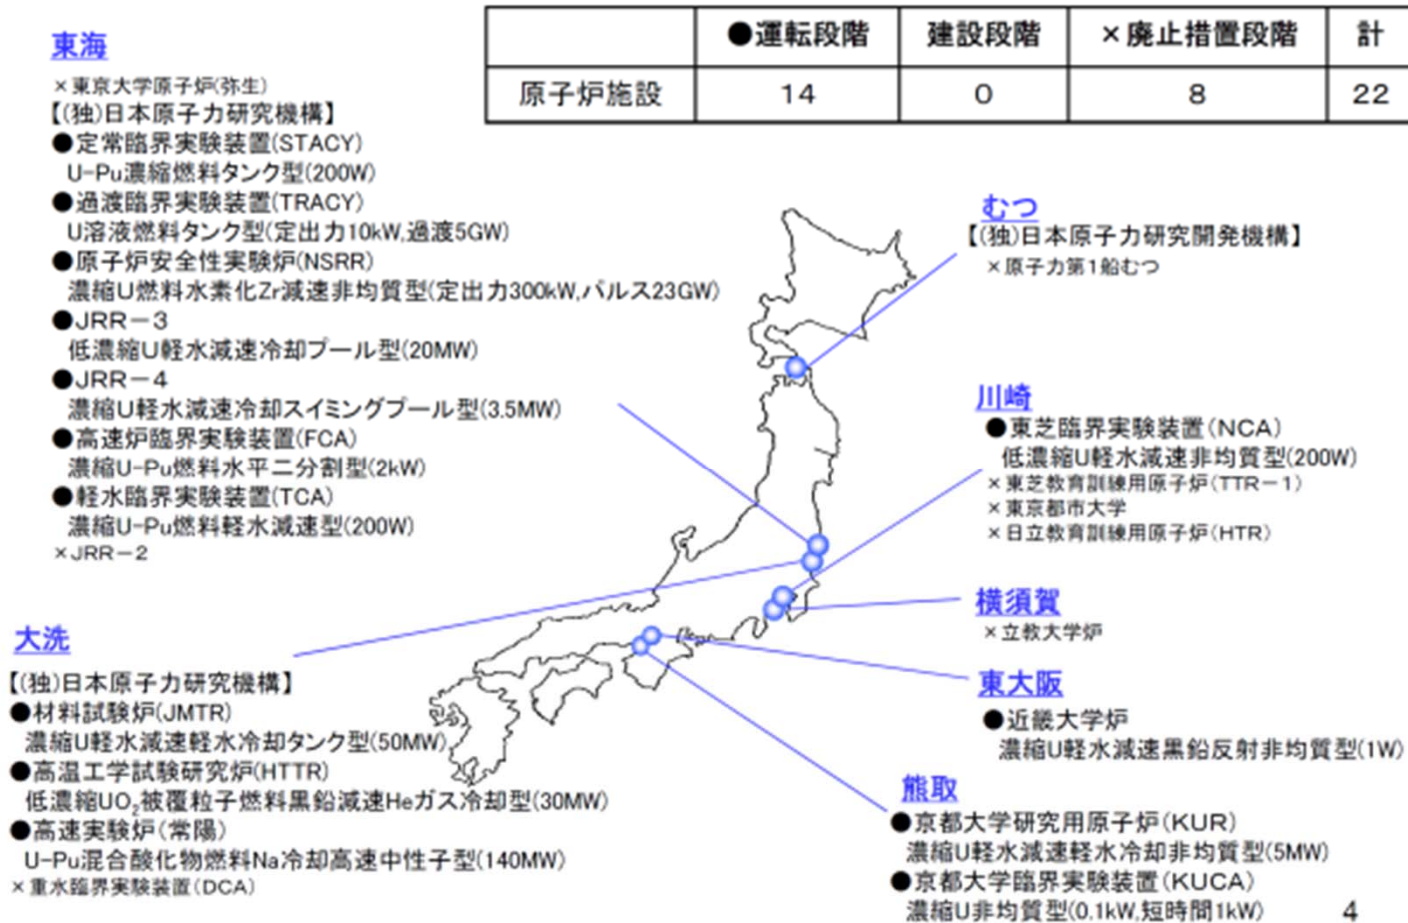 ●運転段階 建設段階 ×廃止措置段階 計
原子炉施設 14 0 8 22
東海
×東京大学原子炉(弥生)
【(独)日本原子力研究機構】
●定常臨界実験装置(STACY)
U-Pu濃縮燃料タンク型(200W)
●過渡臨界実験装置(TRACY)
U溶液燃料タンク型(定出力10kW,過渡5GW)
●原子炉安全性実験炉(NSRR)
濃縮U燃料水素化Zr減速非均質型(定出力300kW,パルス23GW)
●JRR－3
低濃縮U軽水減速冷却プール型(20MW)
●JRR－4
濃縮U軽水減速冷却スイミングプール型(3.5MW)
●高速炉臨界実験装置(FCA)
濃縮U-Pu燃料水平二分割型(2kW)
●軽水臨界実験装置(TCA)
濃縮U-Pu燃料軽水減速型(200W)
×JRR－2
大洗
【(独)日本原子力研究機構】
●材料試験炉(JMTR)
濃縮U軽水減速軽水冷却タンク型(50MW)
●高温工学試験研究炉(HTTR)
低濃縮UO₂被覆粒子燃料黒鉛減速Heガス冷却型(30MW)
●高速実験炉(常陽)
U-Pu混合酸化物燃料Na冷却高速中性子型(140MW)
×重水臨界実験装置(DCA)
むつ
【(独)日本原子力研究開発機構】
×原子力第1船むつ
川崎
●東芝臨界実験装置(NCA)
低濃縮U軽水減速非均質型(200W)
×東芝教育訓練用原子炉(TTR－1)
×東京都市大学
×日立教育訓練用原子炉(HTR)
横須賀
×立教大学炉
東大阪
●近畿大学炉
濃縮U軽水減速黒鉛反射非均質型(1W)
熊取
●京都大学研究用原子炉(KUR)
濃縮U軽水減速軽水冷却非均質型(5MW)
●京都大学臨界実験装置(KUCA)
濃縮U非均質型(0.1kW,短時間1kW)
4